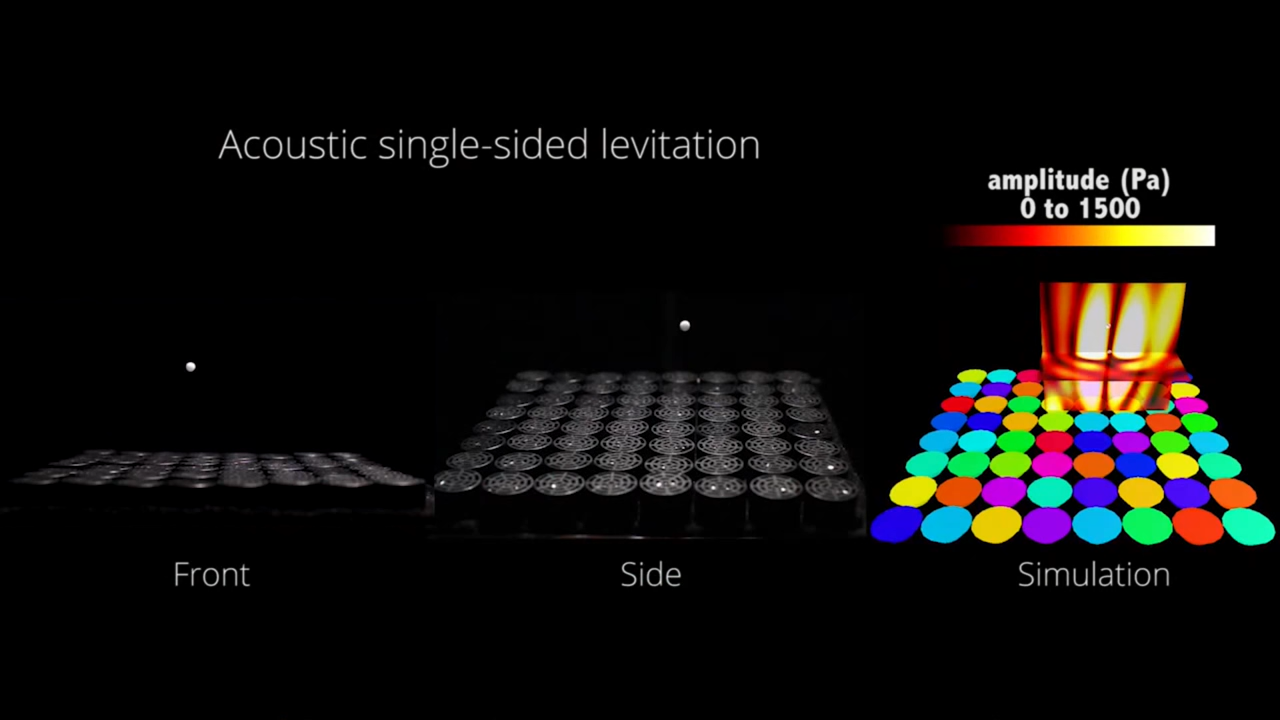 Acoustic single-sided levitation
amplitude (Pa)
0 to 1500
Front
Side
Simulation